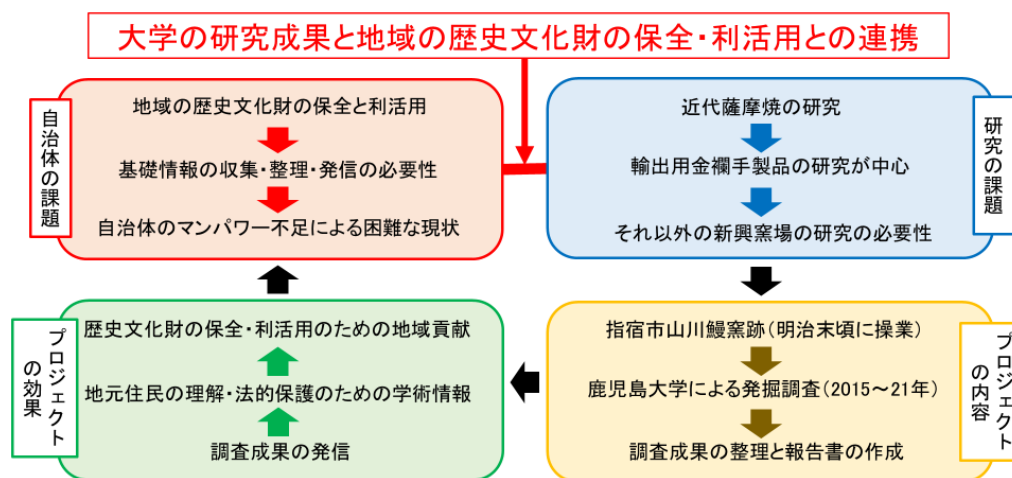 大学の研究成果と地域の歴史文化財の保全・利活用との連携
自治体の課題
地域の歴史文化財の保全と利活用
基礎情報の収集・整理・発信の必要性
自治体のマンパワー不足による困難な現状
研究の課題
近代薩摩焼の研究
輸出用金襴手製品の研究が中心
それ以外の新興窯場の研究の必要性
プロジェクトの内容
指宿市山川鰻窯跡（明治末頃に操業）
鹿児島大学による発掘調査（2015～21年）
調査成果の整理と報告書の作成
プロジェクトの効果
歴史文化財の保全・利活用のための地域貢献
地元住民の理解・法的保護のための学術情報
調査成果の発信